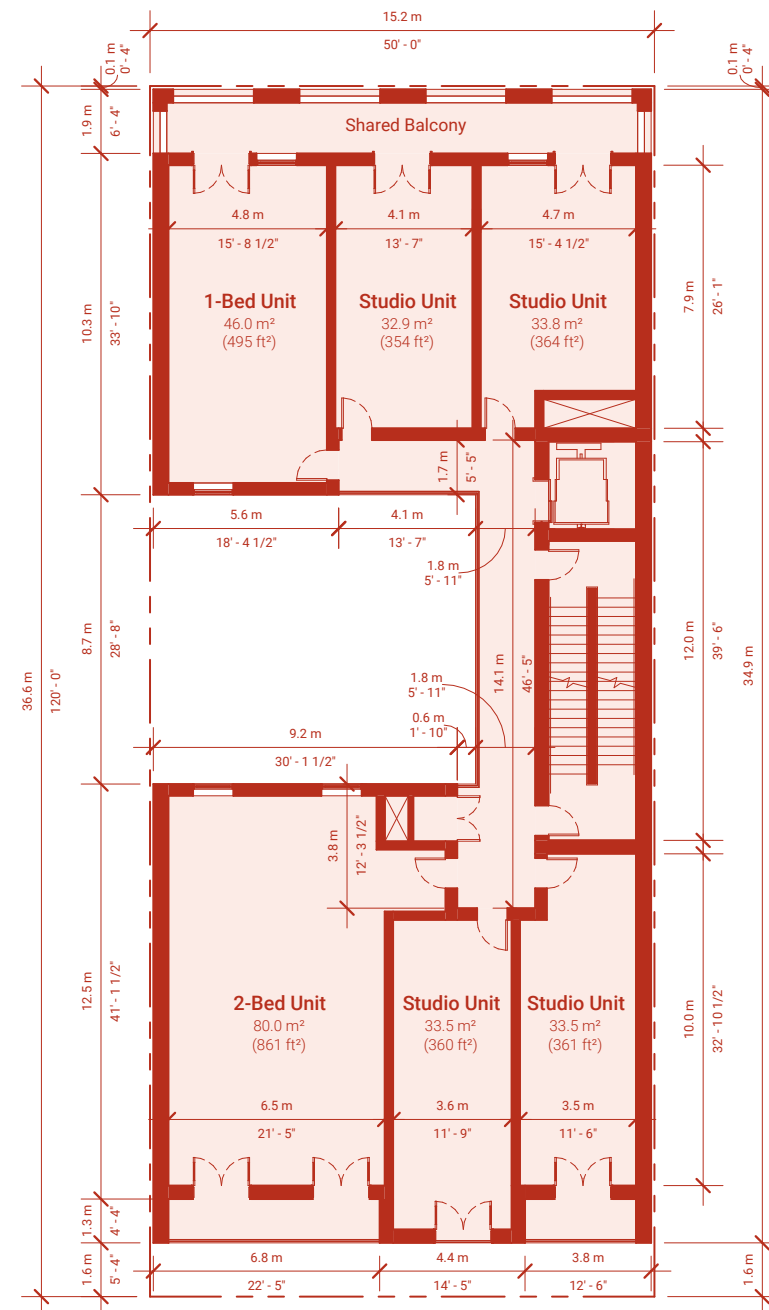 15.2 m
50' - 0"
0.1 m
0' - 4"
0.1 m
0' - 4"
1.9 m
6' - 4"
Shared Balcony
4.8 m
15' - 8 1/2"
4.1 m
13' - 7"
4.7 m
15' - 4 1/2"
1-Bed Unit
46.0 m²
(495 ft²)
Studio Unit
32.9 m²
(354 ft²)
Studio Unit
33.8 m²
(364 ft²)
10.3 m
33' - 10"
7.9 m
26' - 1"
1.7 m
5' - 5"
5.6 m
18' - 4 1/2"
4.1 m
13' - 7"
1.8 m
5' - 11"
8.7 m
28' - 8"
14.1 m
46' - 5"
12.0 m
39' - 6"
36.6 m
120' - 0"
34.9 m
1.8 m
5' - 11"
0.6 m
1' - 10"
9.2 m
30' - 1 1/2"
3.8 m
12' - 3 1/2"
2-Bed Unit
80.0 m²
(861 ft²)
Studio Unit
33.5 m²
(360 ft²)
Studio Unit
33.5 m²
(361 ft²)
12.5 m
41' - 1 1/2"
10.0 m
32' - 10 1/2"
6.5 m
21' - 5"
3.6 m
11' - 9"
3.5 m
11' - 6"
1.3 m
4' - 4"
1.6 m
5' - 4"
6.8 m
22' - 5"
4.4 m
14' - 5"
3.8 m
12' - 6"
1.6 m